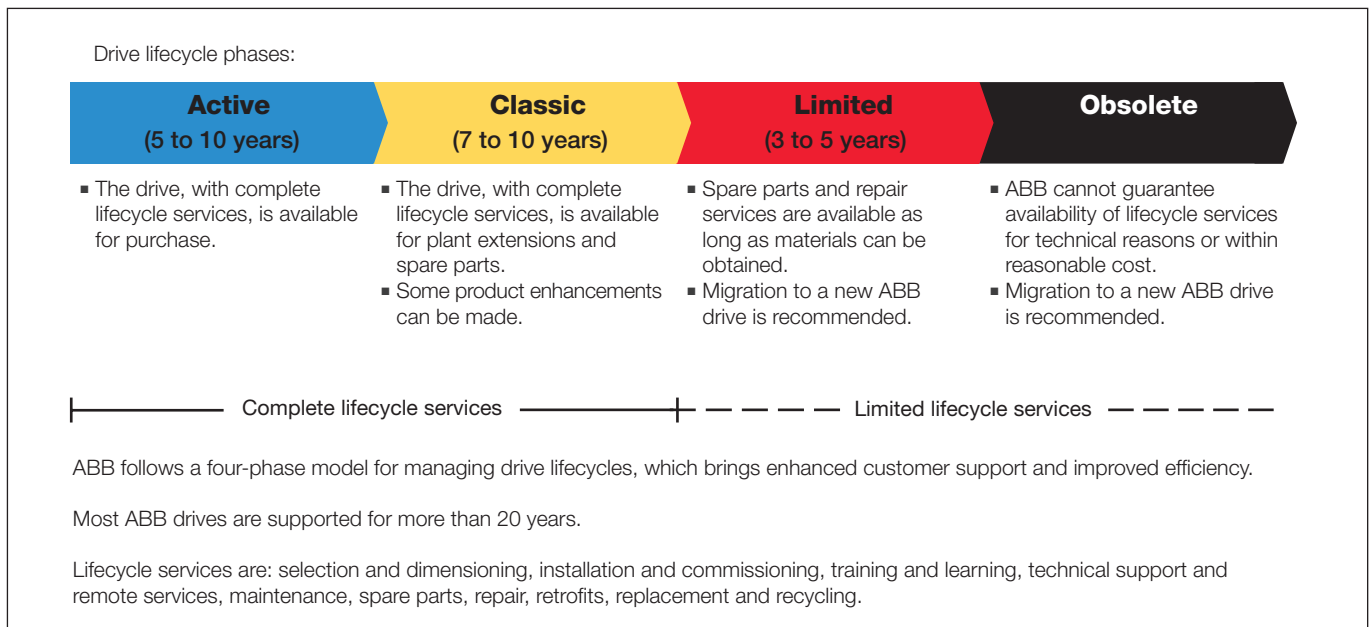 Drive lifecycle phases:
Active
(5 to 10 years)
Classic
(7 to 10 years)
Limited
(3 to 5 years)
Obsolete
▪ The drive, with complete
lifecycle services, is available
for purchase.
▪ The drive, with complete
lifecycle services, is available
for plant extensions and
spare parts.
▪ Some product enhancements
can be made.
▪ Spare parts and repair
services are available as
long as materials can be
obtained.
▪ Migration to a new ABB
drive is recommended.
▪ ABB cannot guarantee
availability of lifecycle services
for technical reasons or within
reasonable cost.
▪ Migration to a new ABB drive
is recommended.
Complete lifecycle services
Limited lifecycle services
ABB follows a four-phase model for managing drive lifecycles, which brings enhanced customer support and improved efficiency.
Most ABB drives are supported for more than 20 years.
Lifecycle services are: selection and dimensioning, installation and commissioning, training and learning, technical support and
remote services, maintenance, spare parts, repair, retrofits, replacement and recycling.